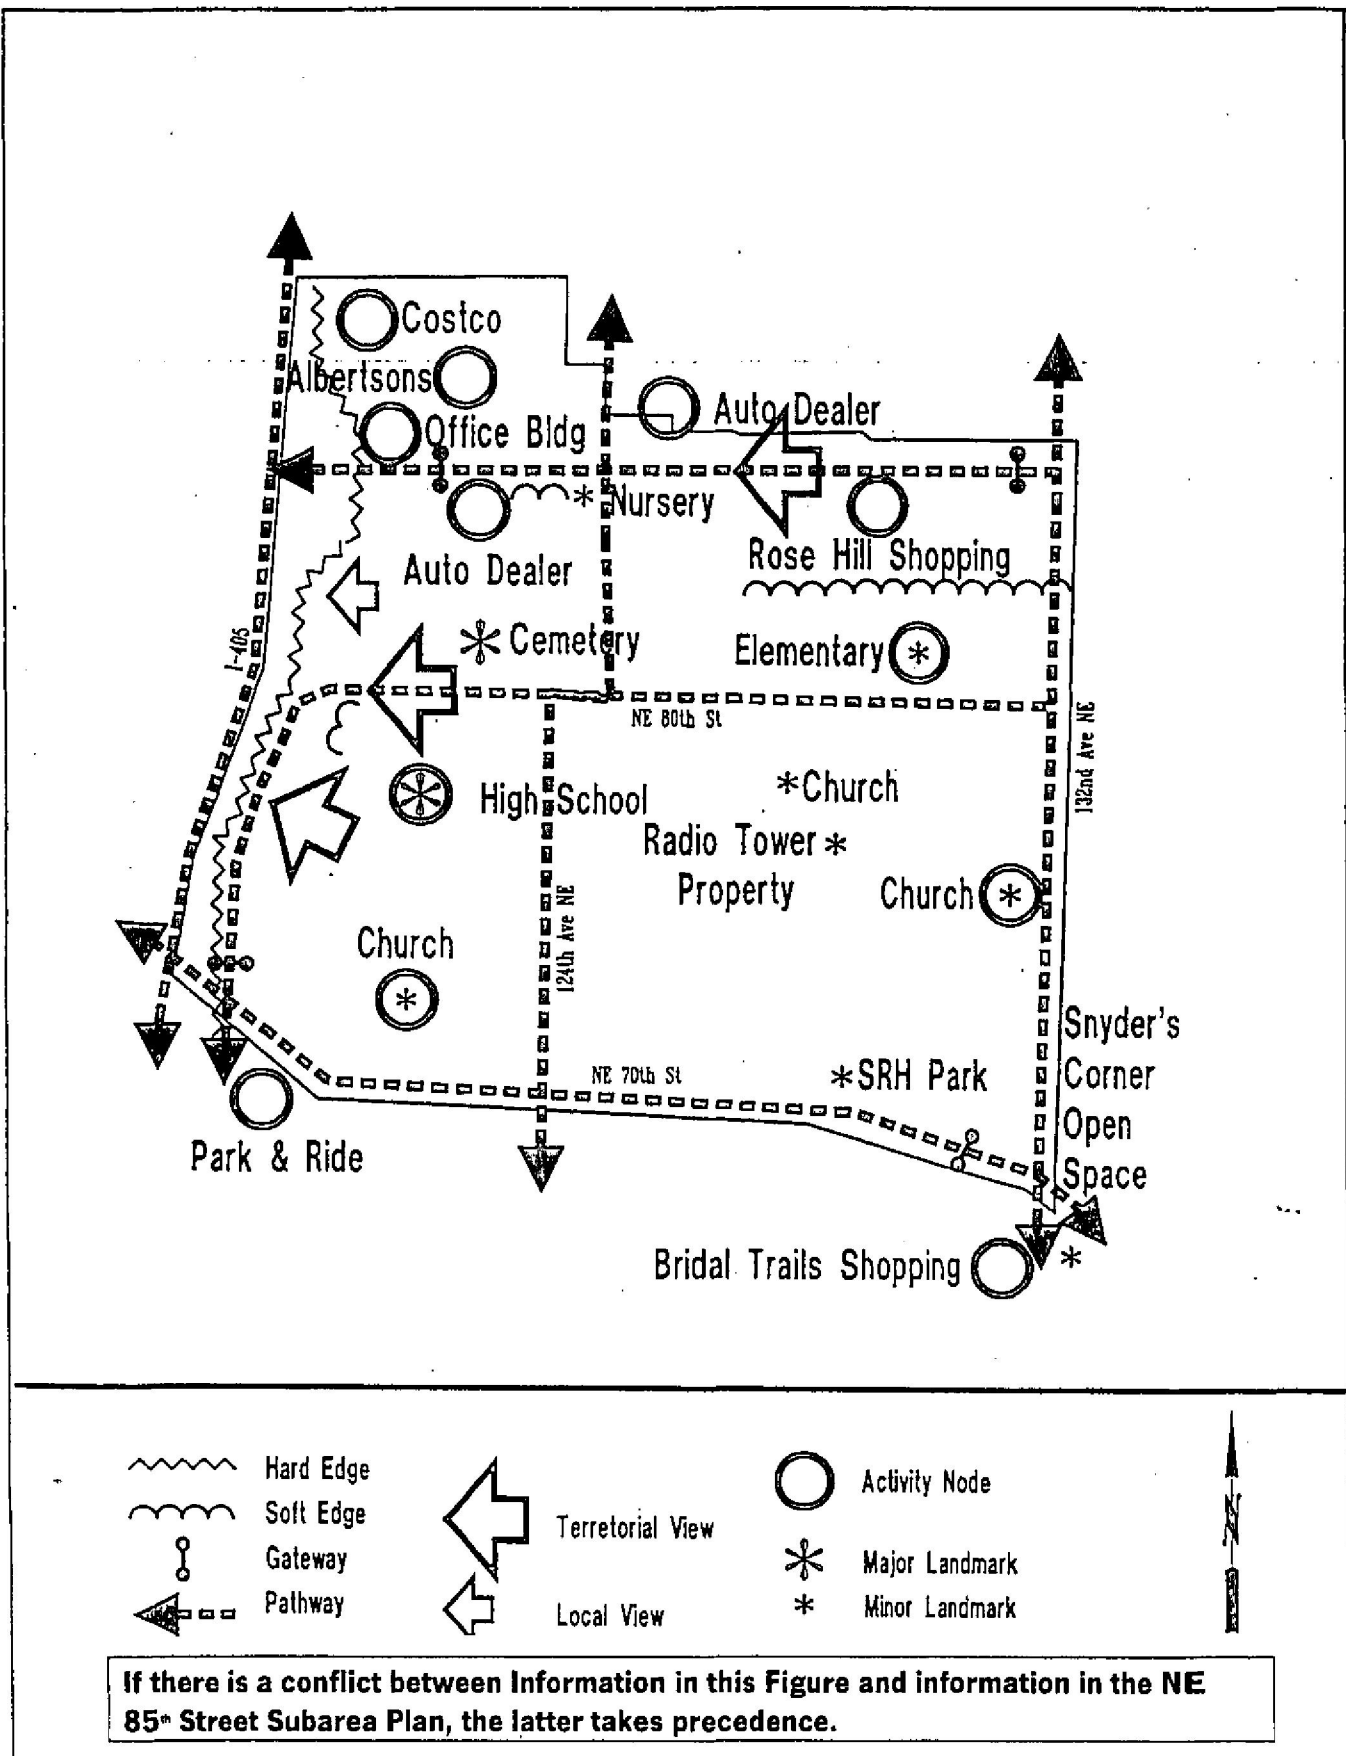 Costco
Albertsons
Office Bldg
Auto Dealer
Nursery
Auto Dealer
Rose Hill Shopping
I-405
Cemetery
Elementary
NE 80th St
132nd Ave NE
High School
Church
Radio Tower
Property
Church
Church
124th Ave NE
Snyder's
Corner
Open
Space
NE 70th St
SRH Park
Park & Ride
Bridal Trails Shopping
Hard Edge
Soft Edge
Gateway
Pathway
Terretorial View
Local View
Activity Node
Major Landmark
Minor Landmark
N
If there is a conflict between Information in this Figure and information in the NE
85th Street Subarea Plan, the latter takes precedence.